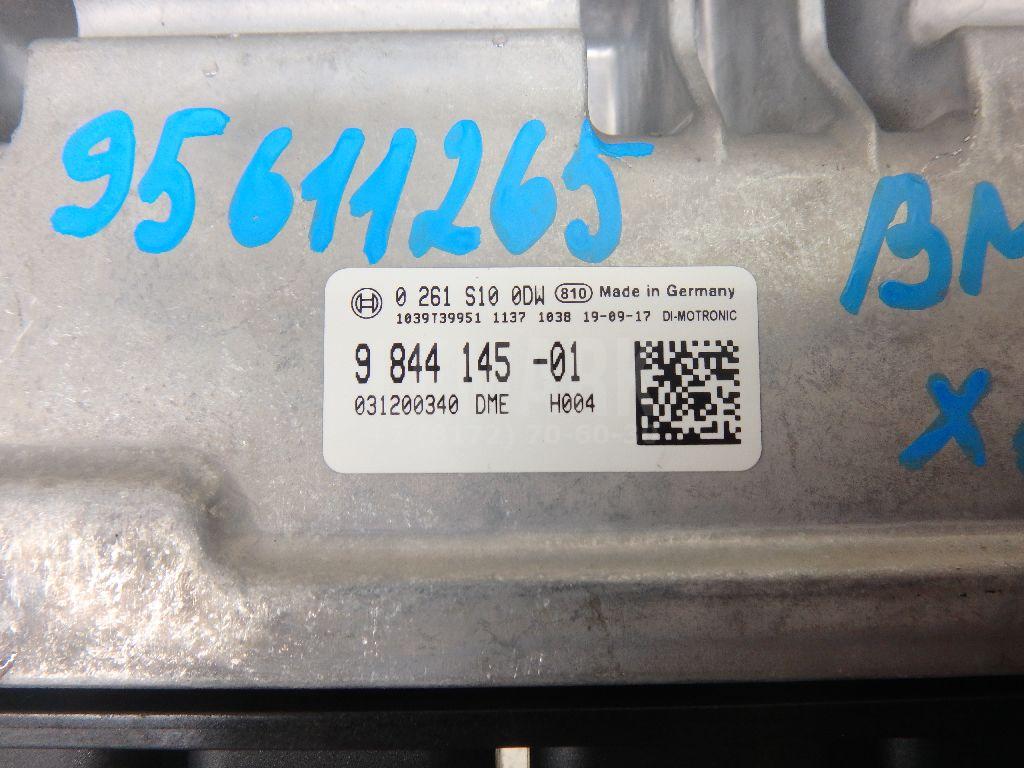 95611265
BM
0 261 S10 0DW 810 Made in Germany
1039T39951 1137 1038 19-09-17 DI-MOTRONIC
9 844 145 -01
031200340 DME H004
X